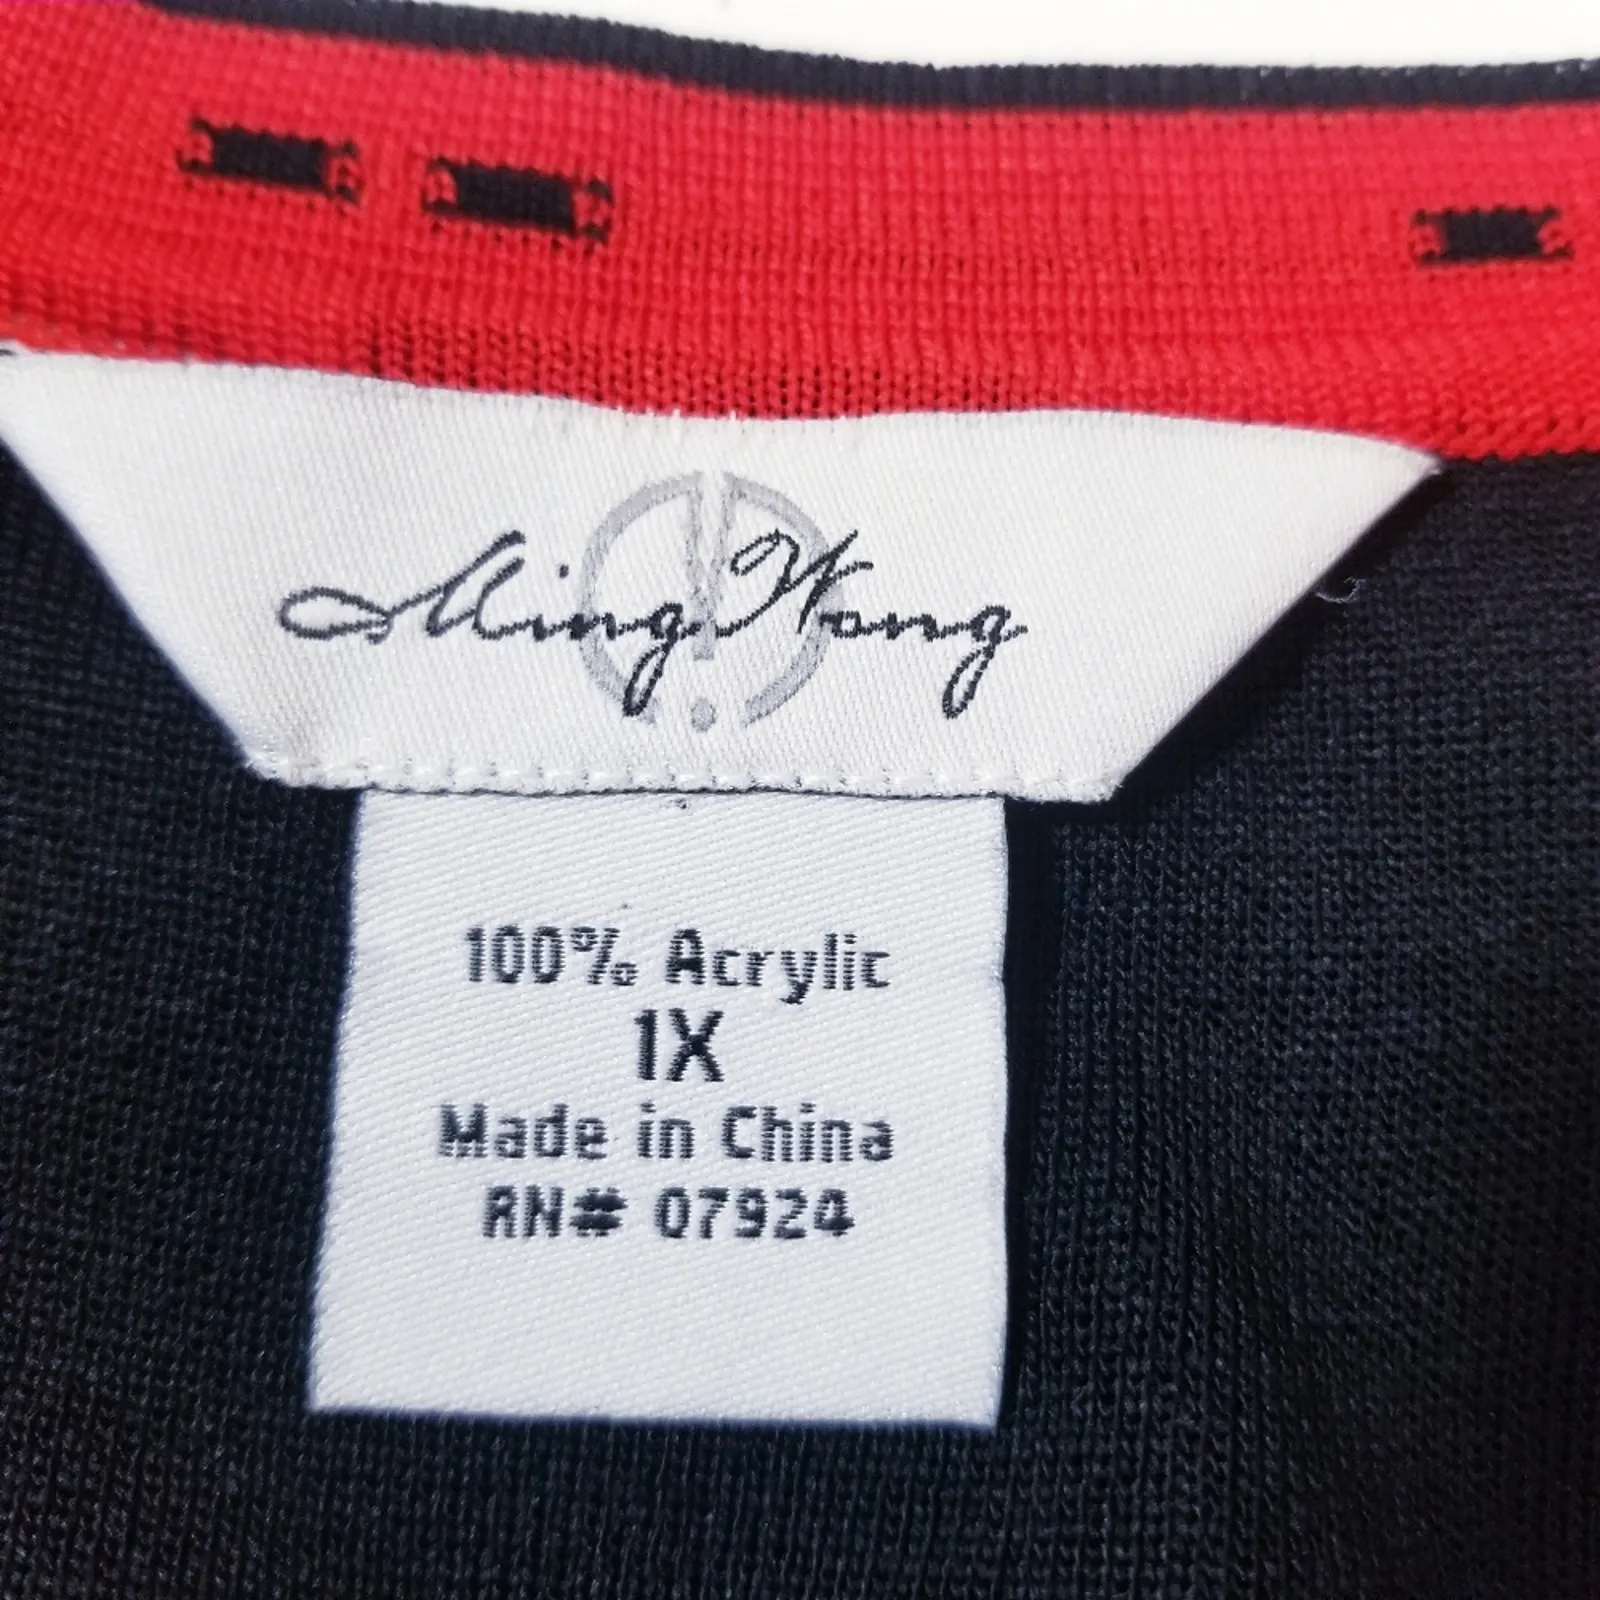 Ming Wang
100% Acrylic
1X
Made in China
RN# 07924